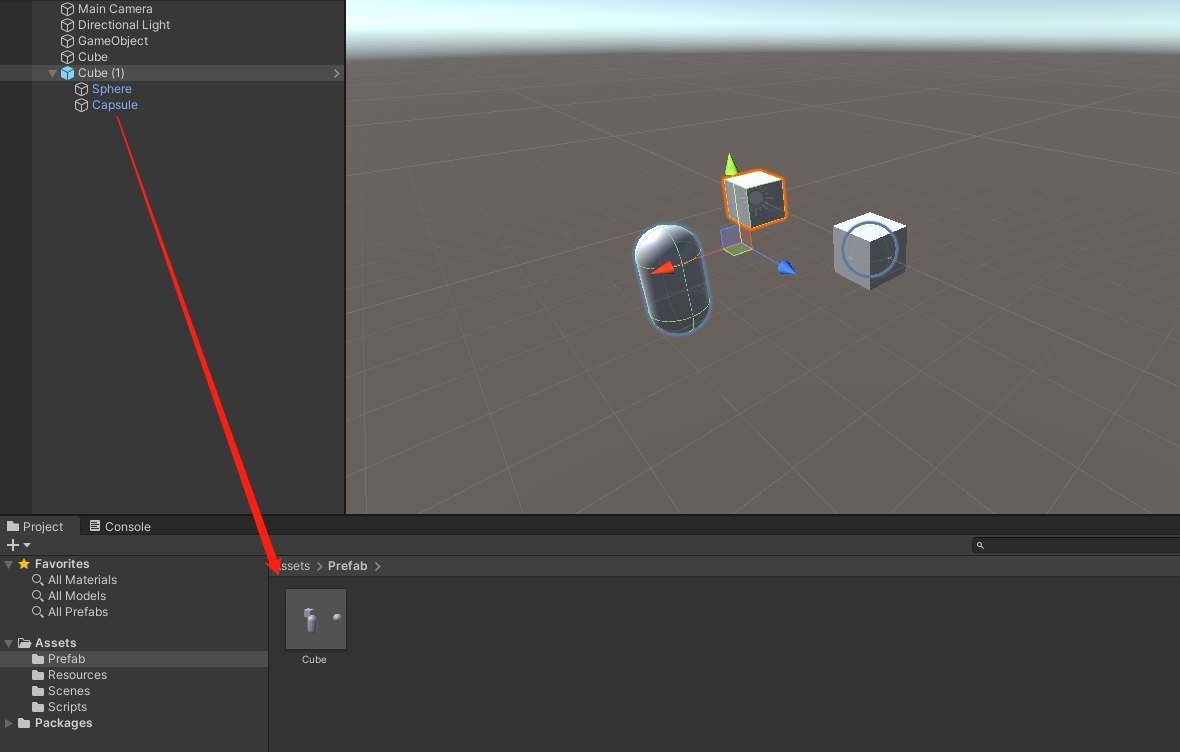 Main Camera
Directional Light
GameObject
Cube
Cube (1)
Sphere
Capsule
Project
Console
Favorites
All Materials
All Models
All Prefabs
Assets
Prefab
Resources
Scenes
Scripts
Packages
ssets > Prefab >
Cube